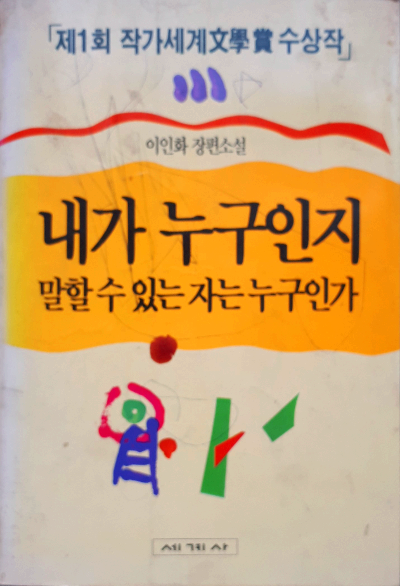 「제1회 작가세계文學賞 수상작」
이인화 장편소설
내가 누구인지
말할 수 있는 자는 누구인가
세계사